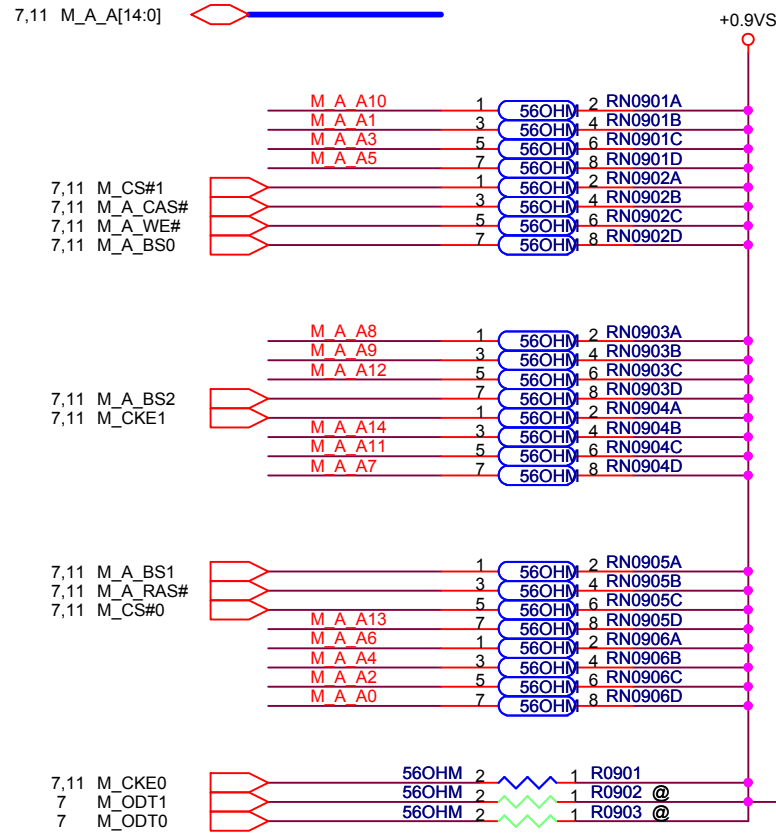 7,11 M_A_A[14:0]
+0.9VS
M_A_A10 1 56OHM 2 RN0901A
M_A_A1 3 56OHM 4 RN0901B
M_A_A3 5 56OHM 6 RN0901C
M_A_A5 7 56OHM 8 RN0901D
7,11 M_CS#1 1 56OHM 2 RN0902A
7,11 M_A_CAS# 3 56OHM 4 RN0902B
7,11 M_A_WE# 5 56OHM 6 RN0902C
7,11 M_A_BS0 7 56OHM 8 RN0902D
M_A_A8 1 56OHM 2 RN0903A
M_A_A9 3 56OHM 4 RN0903B
M_A_A12 5 56OHM 6 RN0903C
7,11 M_A_BS2 7 56OHM 8 RN0903D
7,11 M_CKE1 1 56OHM 2 RN0904A
M_A_A14 3 56OHM 4 RN0904B
M_A_A11 5 56OHM 6 RN0904C
M_A_A7 7 56OHM 8 RN0904D
7,11 M_A_BS1 1 56OHM 2 RN0905A
7,11 M_A_RAS# 3 56OHM 4 RN0905B
7,11 M_CS#0 5 56OHM 6 RN0905C
M_A_A13 7 56OHM 8 RN0905D
M_A_A6 1 56OHM 2 RN0906A
M_A_A4 3 56OHM 4 RN0906B
M_A_A2 5 56OHM 6 RN0906C
M_A_A0 7 56OHM 8 RN0906D
7,11 M_CKE0 56OHM 2 1 R0901
7 M_ODT1 56OHM 2 1 R0902 @
7 M_ODT0 56OHM 2 1 R0903 @